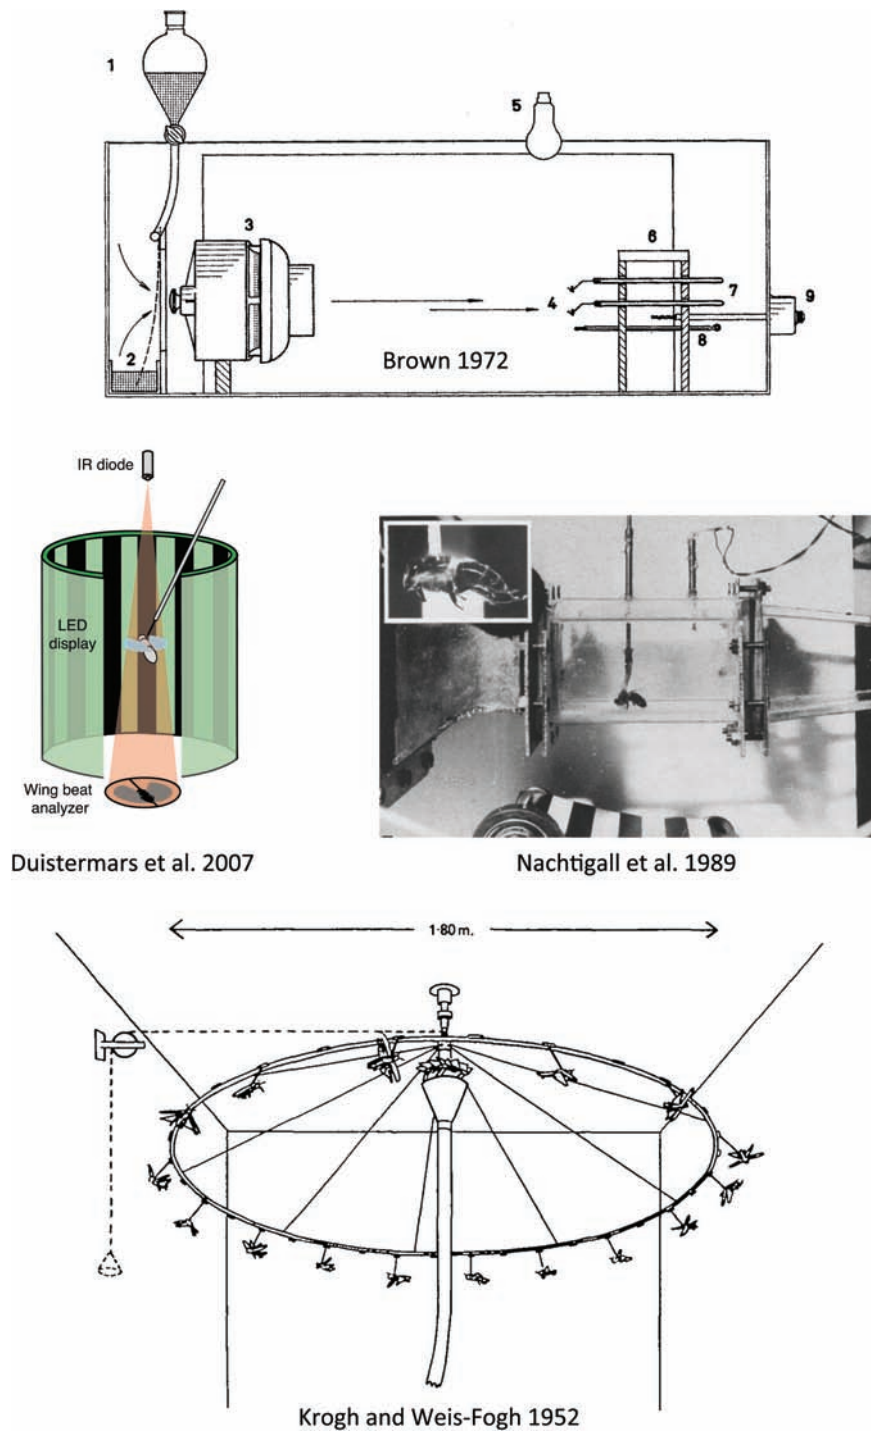 1
5
3
6
7
9
4
8
2
Brown 1972
IR diode
LED
display
Wing beat
analyzer
Duistermars et al. 2007
Nachtigall et al. 1989
1·80 m.
Krogh and Weis-Fogh 1952